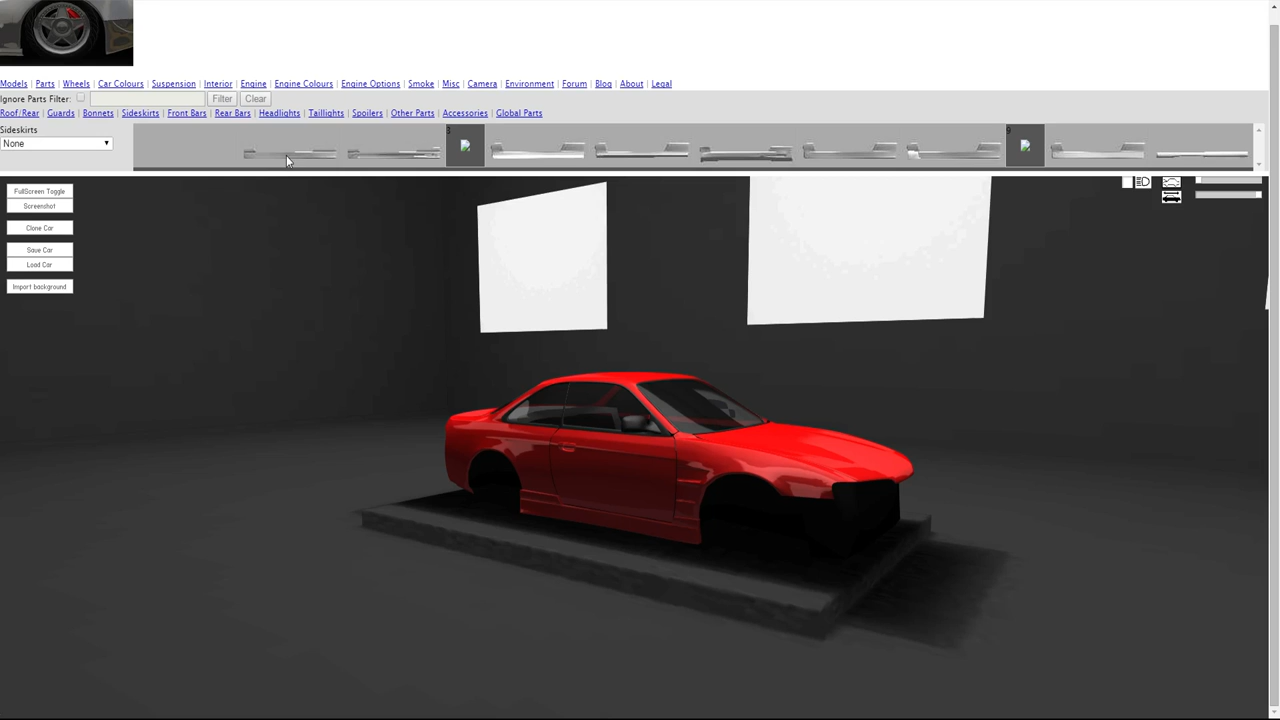 Models | Parts | Wheels | Car Colours | Suspension | Interior | Engine | Engine Colours | Engine Options | Smoke | Misc | Camera | Environment | Forum | Blog | About | Legal
Ignore Parts Filter: Filter Clear
Roof/Rear | Guards | Bonnets | Sideskirts | Front Bars | Rear Bars | Headlights | Taillights | Spoilers | Other Parts | Accessories | Global Parts
Sideskirts
None
FullScreen Toggle
Screenshot
Clone Car
Save Car
Load Car
Import background